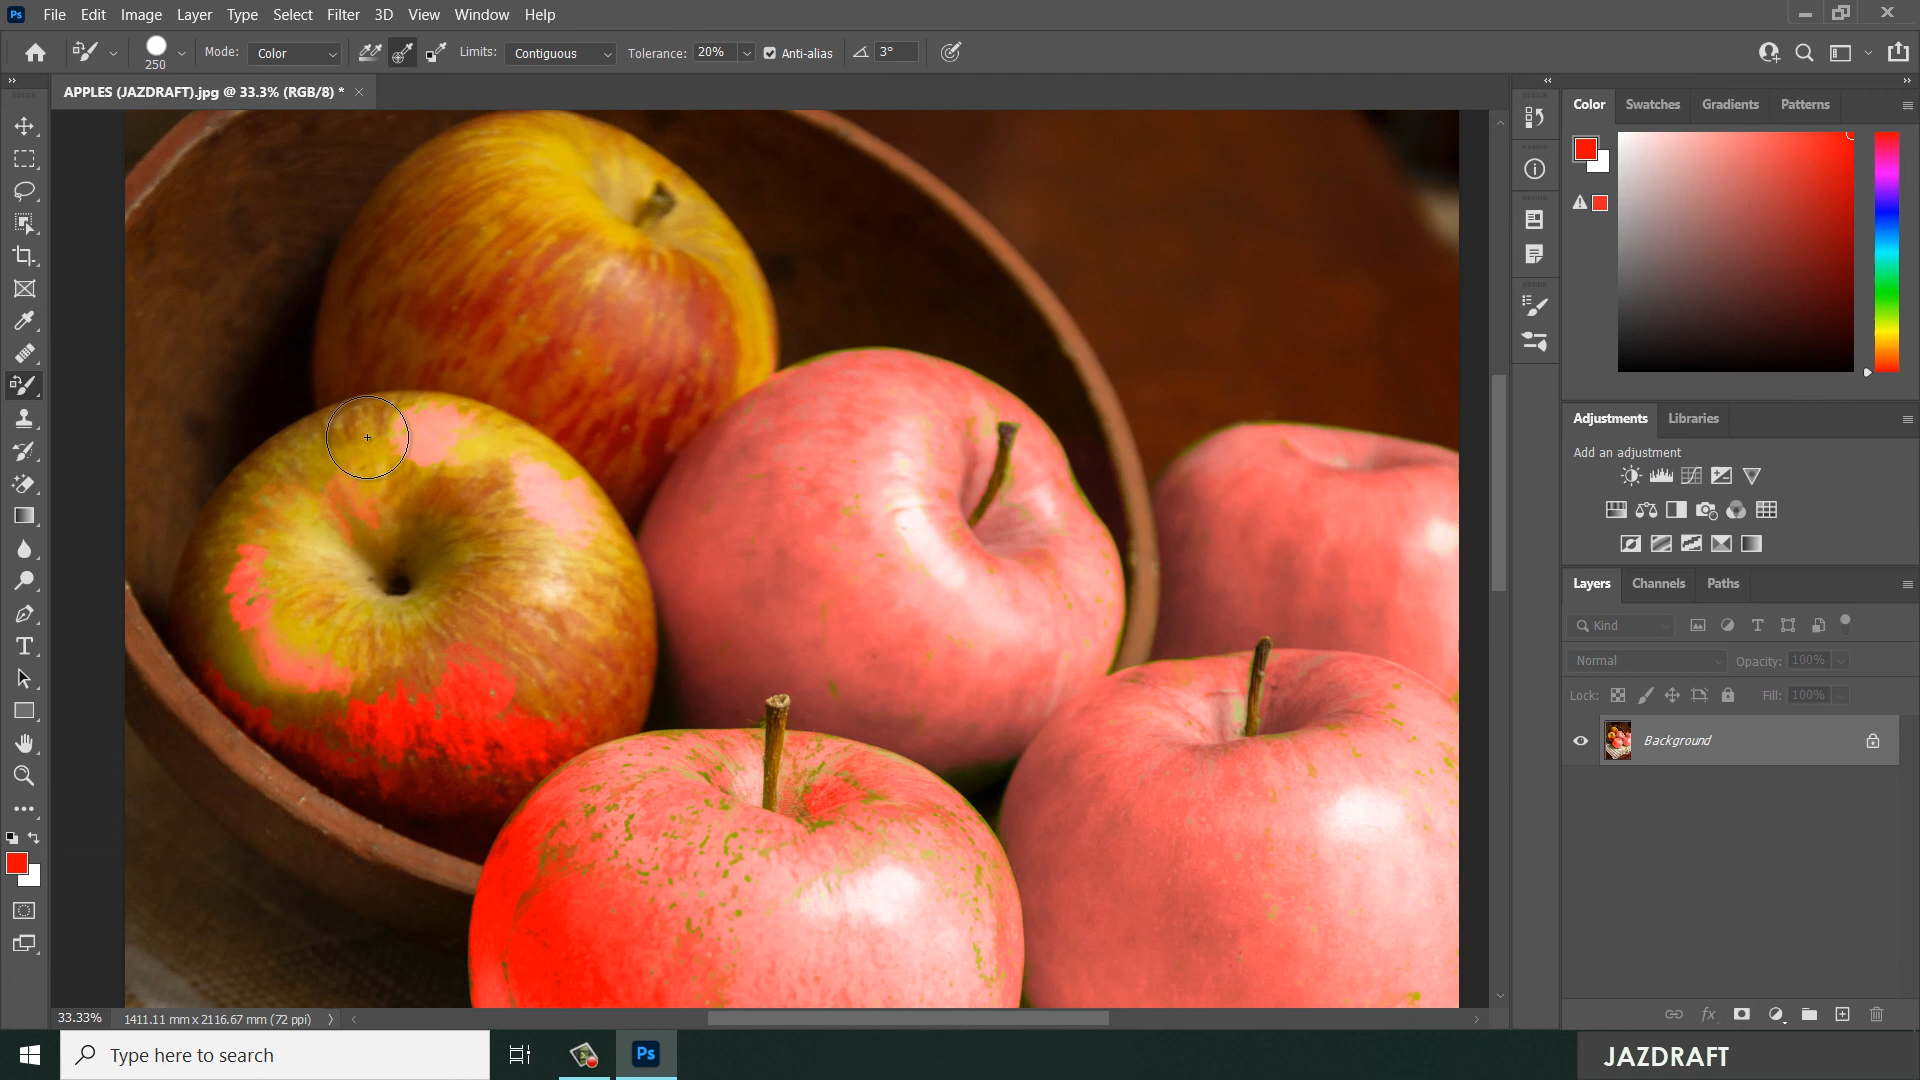 Ps File Edit Image Layer Type Select Filter 3D View Window Help
250 Mode: Color Limits: Contiguous Tolerance: 20% Anti-alias 3°
APPLES (JAZDRAFT).jpg @ 33.3% (RGB/8) *
Color Swatches Gradients Patterns
Adjustments Libraries
Add an adjustment
Layers Channels Paths
Kind
Normal Opacity: 100%
Lock: Fill: 100%
Background
fx
33.33% 1411.11 mm x 2116.67 mm (72 ppi)
Type here to search Ps JAZDRAFT